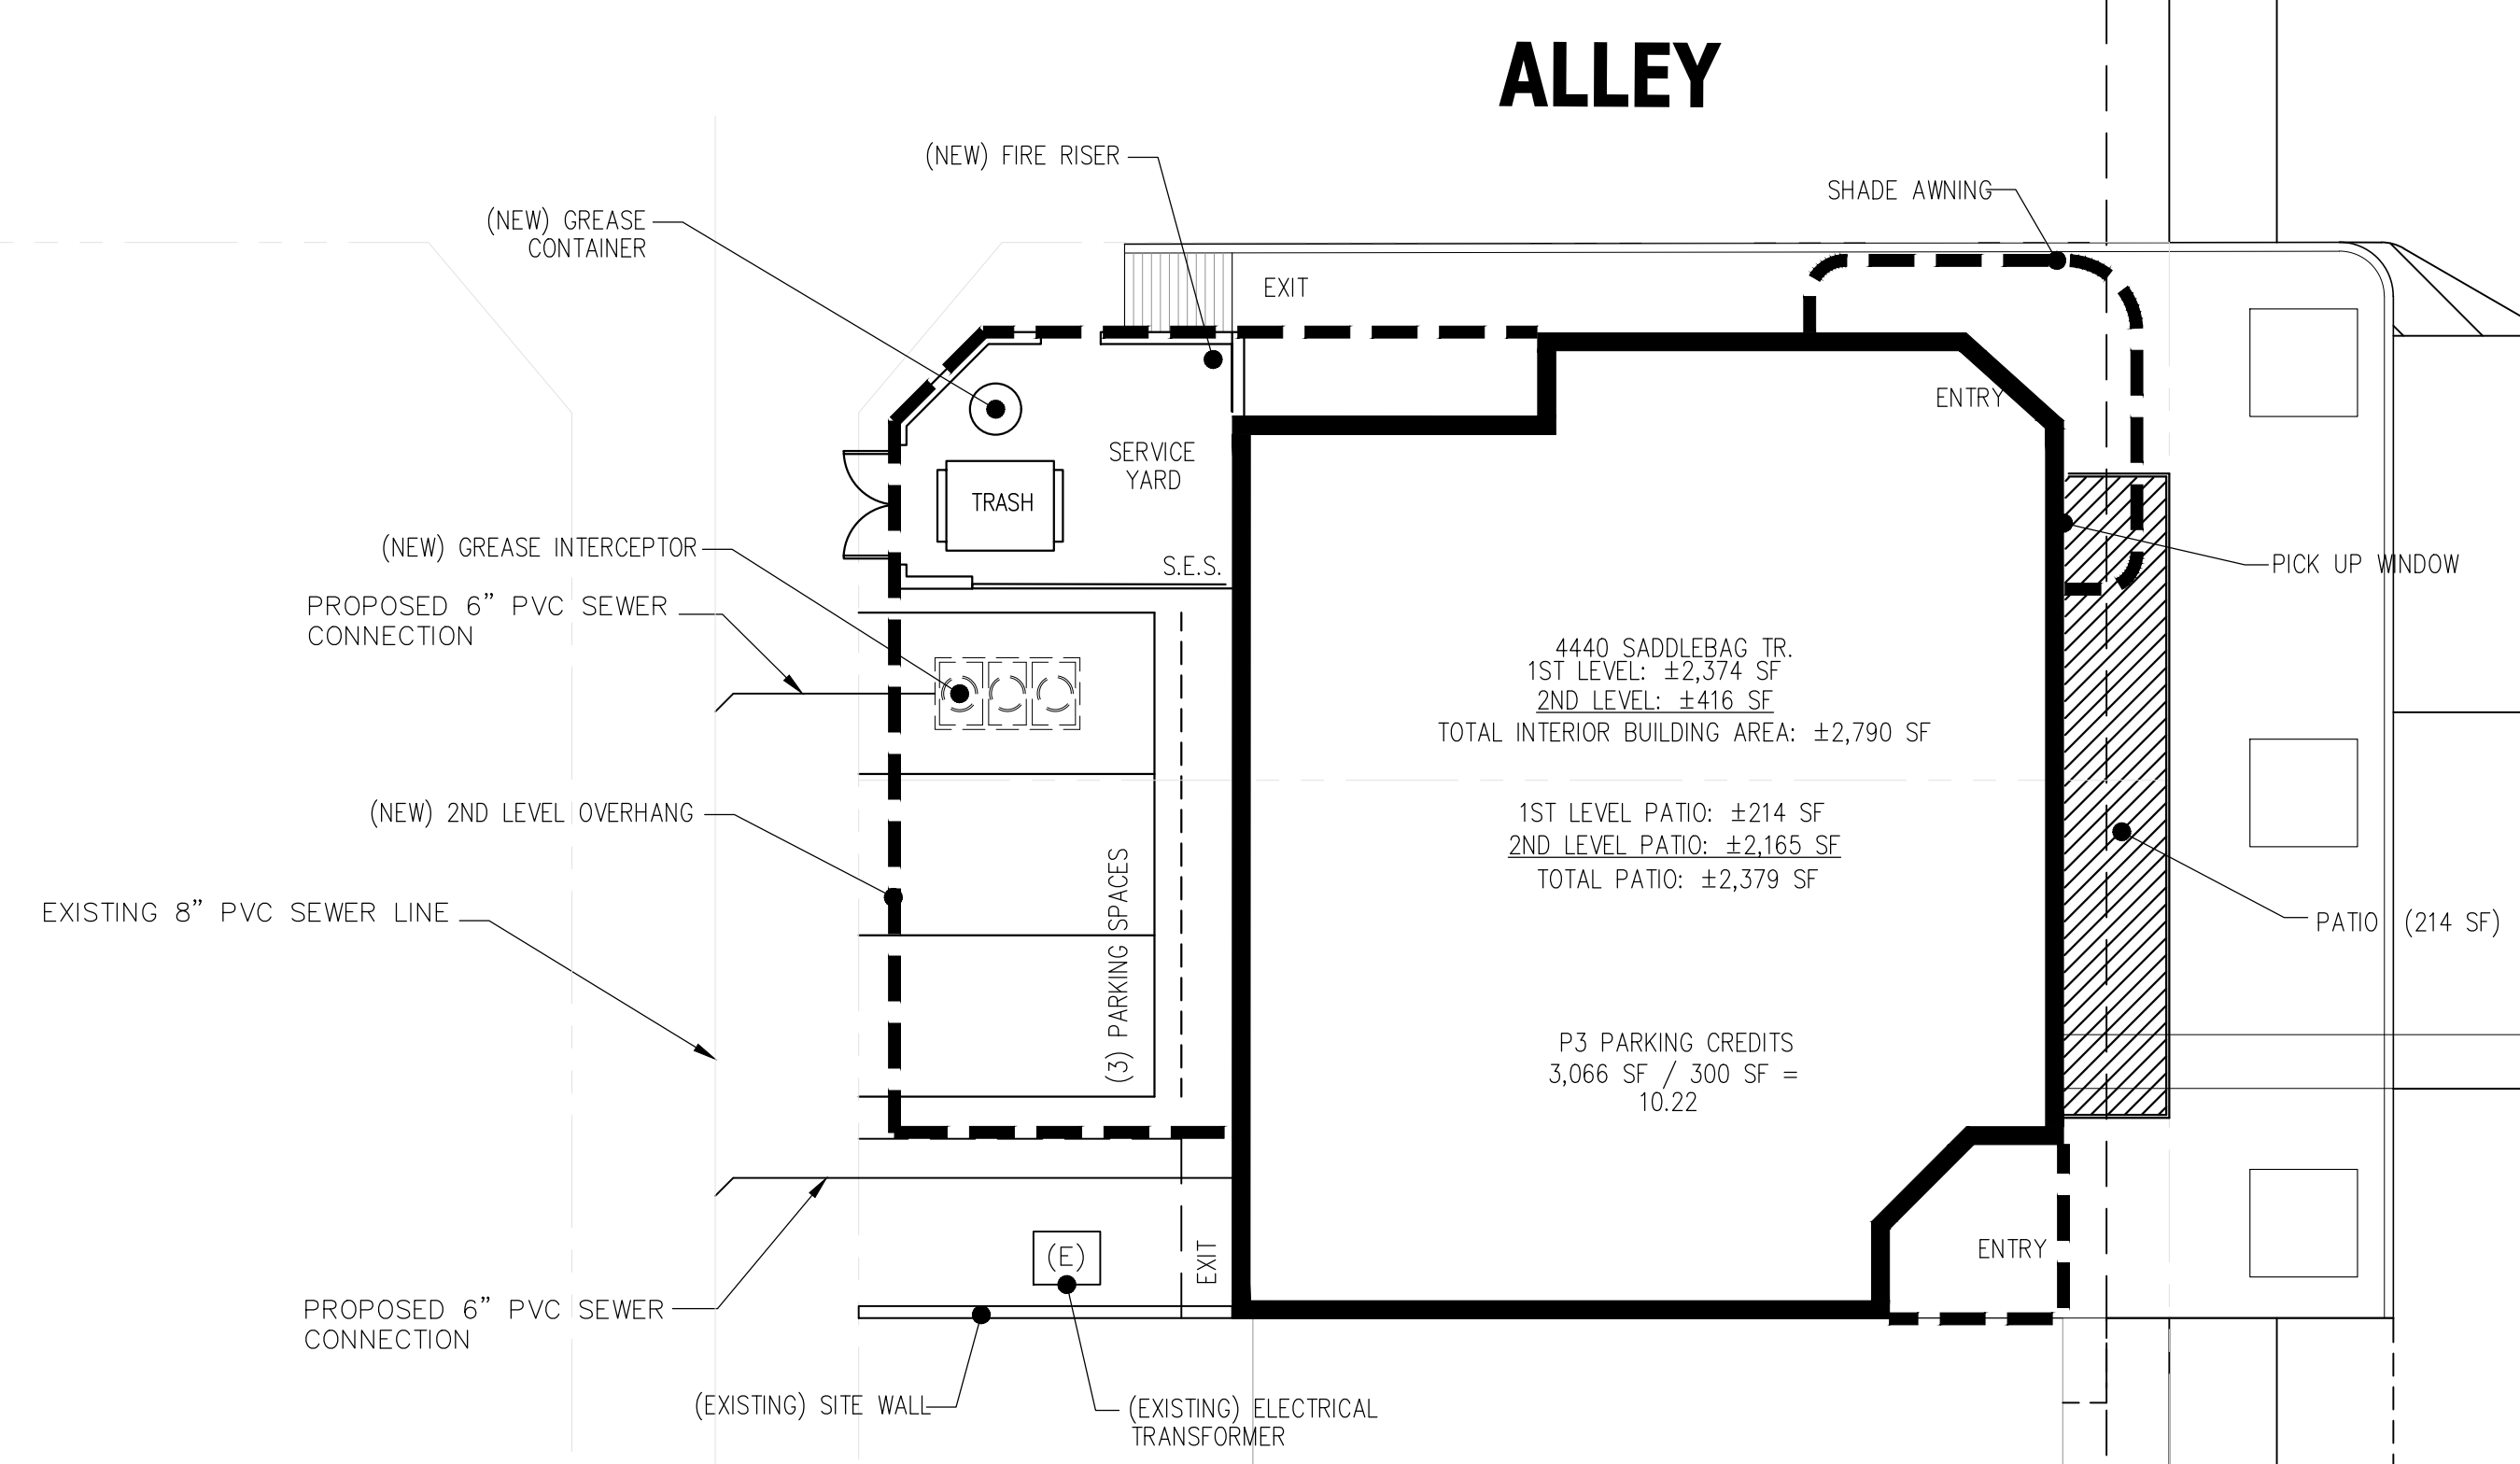 ALLEY
(NEW) FIRE RISER
SHADE AWNING
(NEW) GREASE
CONTAINER
EXIT
ENTRY
SERVICE
YARD
TRASH
(NEW) GREASE INTERCEPTOR
S.E.S.
PICK UP WINDOW
PROPOSED 6” PVC SEWER
CONNECTION
4440 SADDLEBAG TR.
1ST LEVEL: ±2,374 SF
2ND LEVEL: ±416 SF
TOTAL INTERIOR BUILDING AREA: ±2,790 SF
(NEW) 2ND LEVEL OVERHANG
1ST LEVEL PATIO: ±214 SF
2ND LEVEL PATIO: ±2,165 SF
TOTAL PATIO: ±2,379 SF
EXISTING 8” PVC SEWER LINE
(3) PARKING SPACES
PATIO (214 SF)
P3 PARKING CREDITS
3,066 SF / 300 SF =
10.22
(E)
EXIT
ENTRY
PROPOSED 6” PVC SEWER
CONNECTION
(EXISTING) SITE WALL
(EXISTING) ELECTRICAL
TRANSFORMER